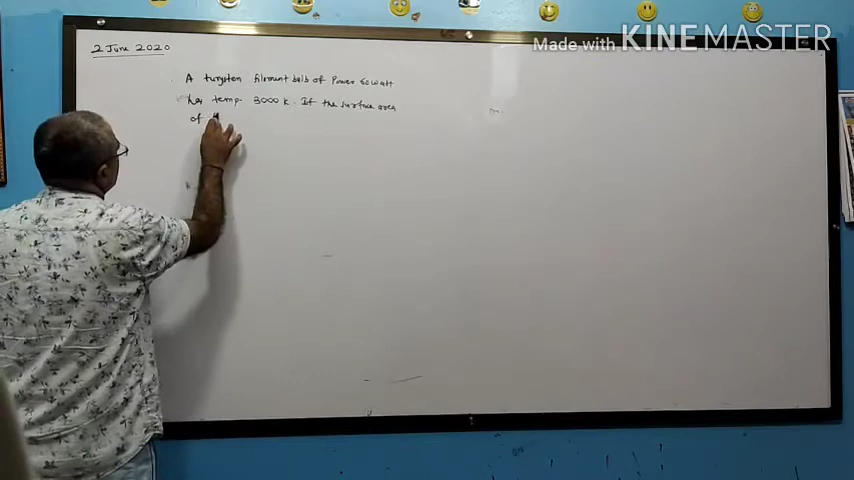 Made with KINEMASTER
2 June 2020
A tungsten filement bulb of Power 60 watt
has temp. 3000 K. If the surface area
of